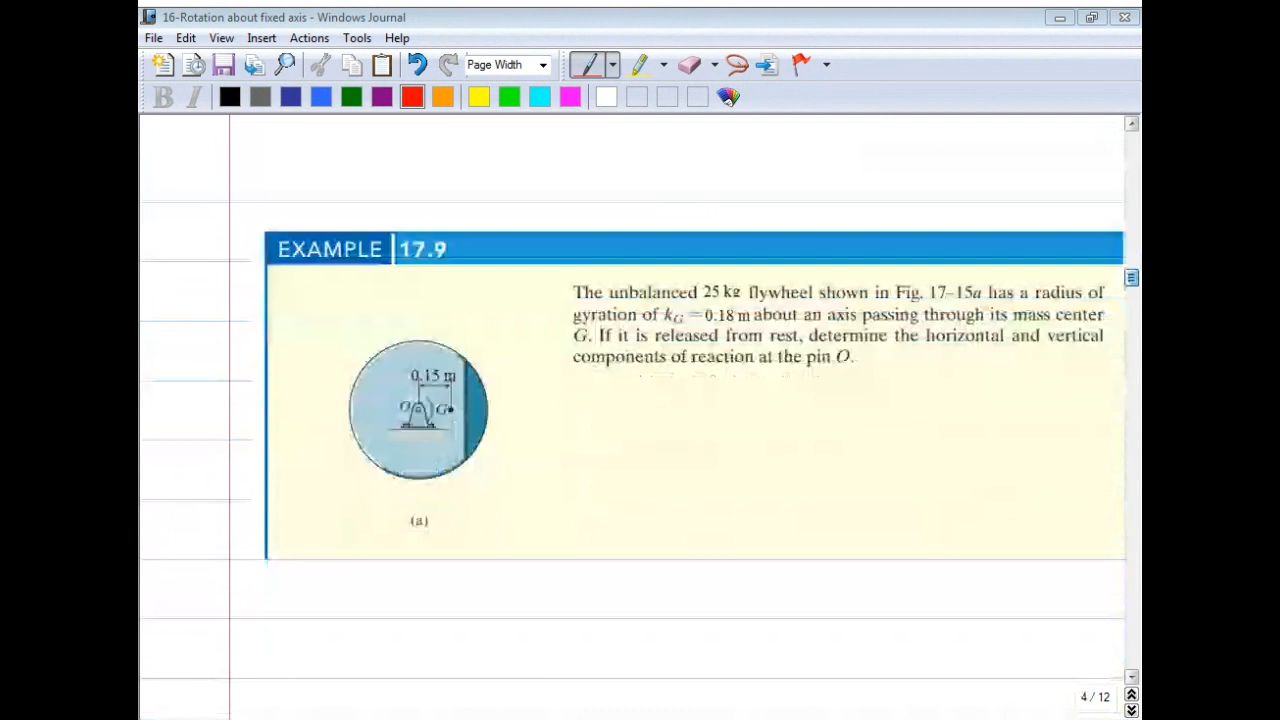 16-Rotation about fixed axis - Windows Journal
File Edit View Insert Actions Tools Help
Page Width
B I
EXAMPLE 17.9
The unbalanced 25 kg flywheel shown in Fig. 17–15a has a radius of
gyration of kG = 0.18 m about an axis passing through its mass center
G. If it is released from rest, determine the horizontal and vertical
components of reaction at the pin O.
0.15 m
O G
(a)
4 / 12